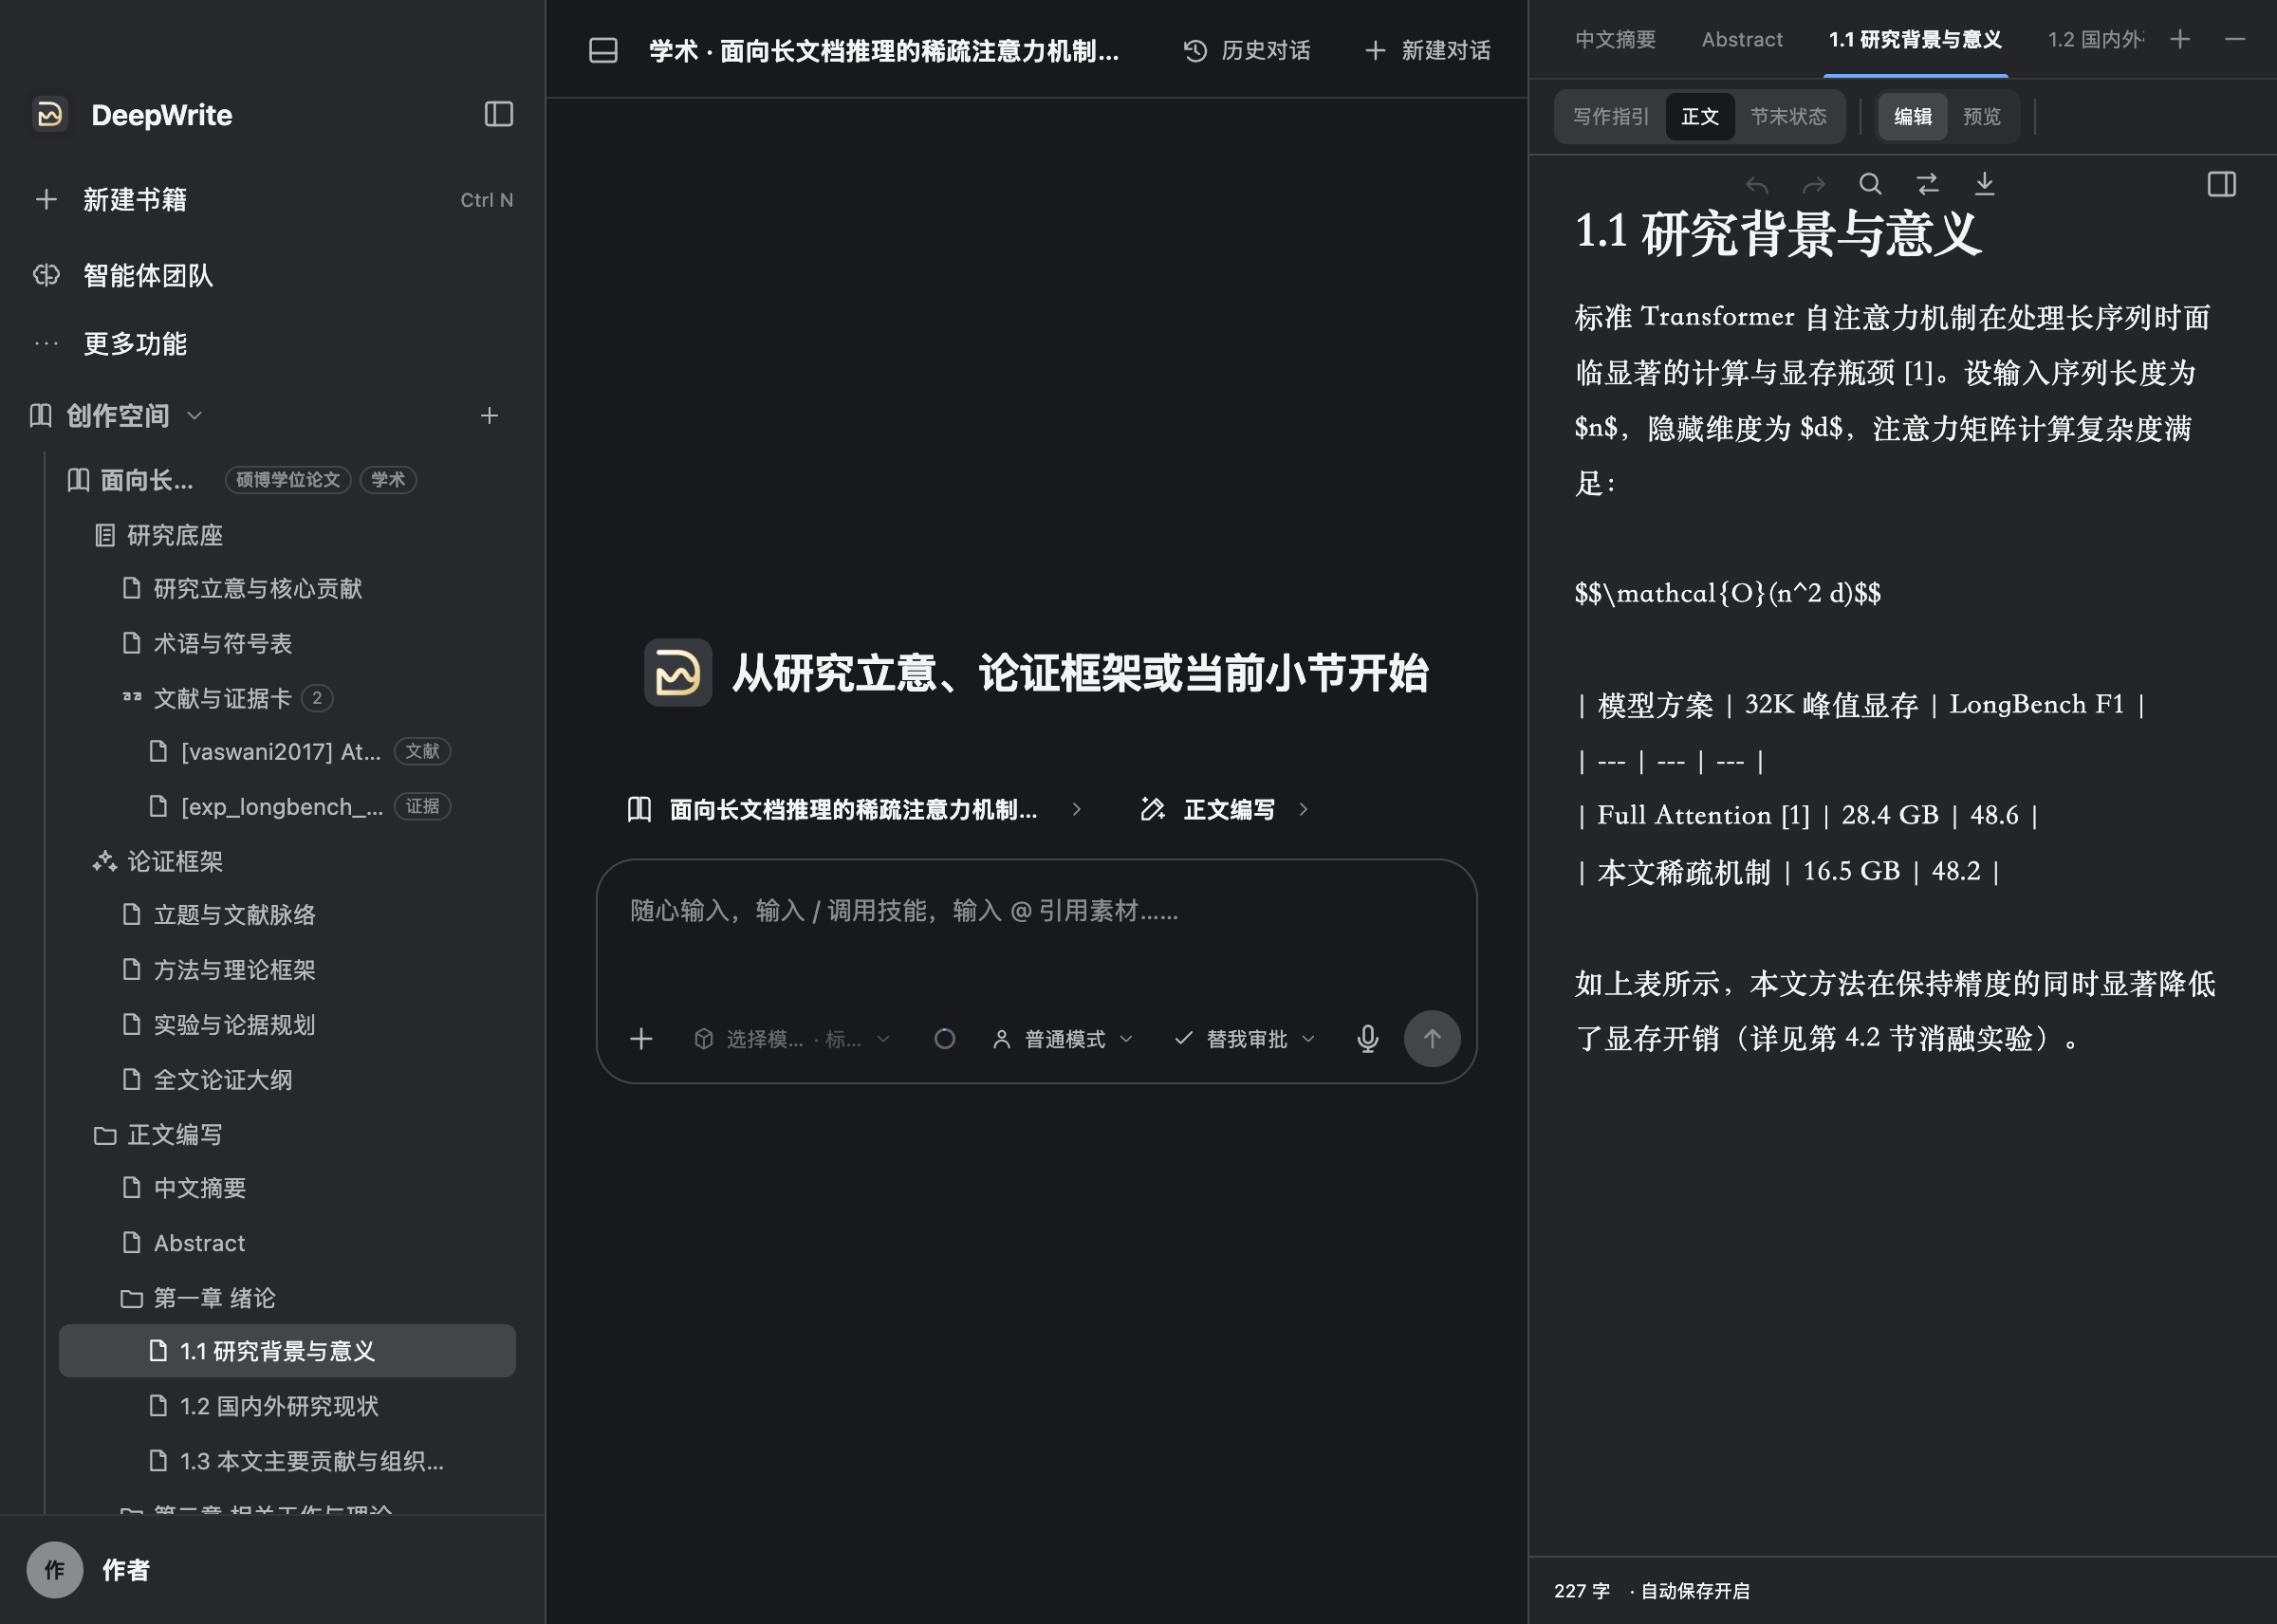 DeepWrite
新建书籍 Ctrl N
智能体团队
更多功能
创作空间
面向长... 硕博学位论文 学术
研究底座
研究立意与核心贡献
术语与符号表
文献与证据卡 2
[vaswani2017] At... 文献
[exp_longbench_... 证据
论证框架
立题与文献脉络
方法与理论框架
实验与论据规划
全文论证大纲
正文编写
中文摘要
Abstract
第一章 绪论
1.1 研究背景与意义
1.2 国内外研究现状
1.3 本文主要贡献与组织...
第二章 相关工作与理论
作 作者
学术 · 面向长文档推理的稀疏注意力机制... 历史对话 新建对话
从研究立意、论证框架或当前小节开始
面向长文档推理的稀疏注意力机制... 正文编写
随心输入，输入 / 调用技能，输入 @ 引用素材……
选择模... · 标... 普通模式 替我审批
中文摘要 Abstract 1.1 研究背景与意义 1.2 国内外
写作指引 正文 节末状态 编辑 预览
1.1 研究背景与意义
标准 Transformer 自注意力机制在处理长序列时面
临显著的计算与显存瓶颈 [1]。设输入序列长度为
$n$，隐藏维度为 $d$，注意力矩阵计算复杂度满
足：
$$\mathcal{O}(n^2 d)$$
| 模型方案 | 32K 峰值显存 | LongBench F1 |
| --- | --- | --- |
| Full Attention [1] | 28.4 GB | 48.6 |
| 本文稀疏机制 | 16.5 GB | 48.2 |
如上表所示，本文方法在保持精度的同时显著降低
了显存开销（详见第 4.2 节消融实验）。
227 字 · 自动保存开启